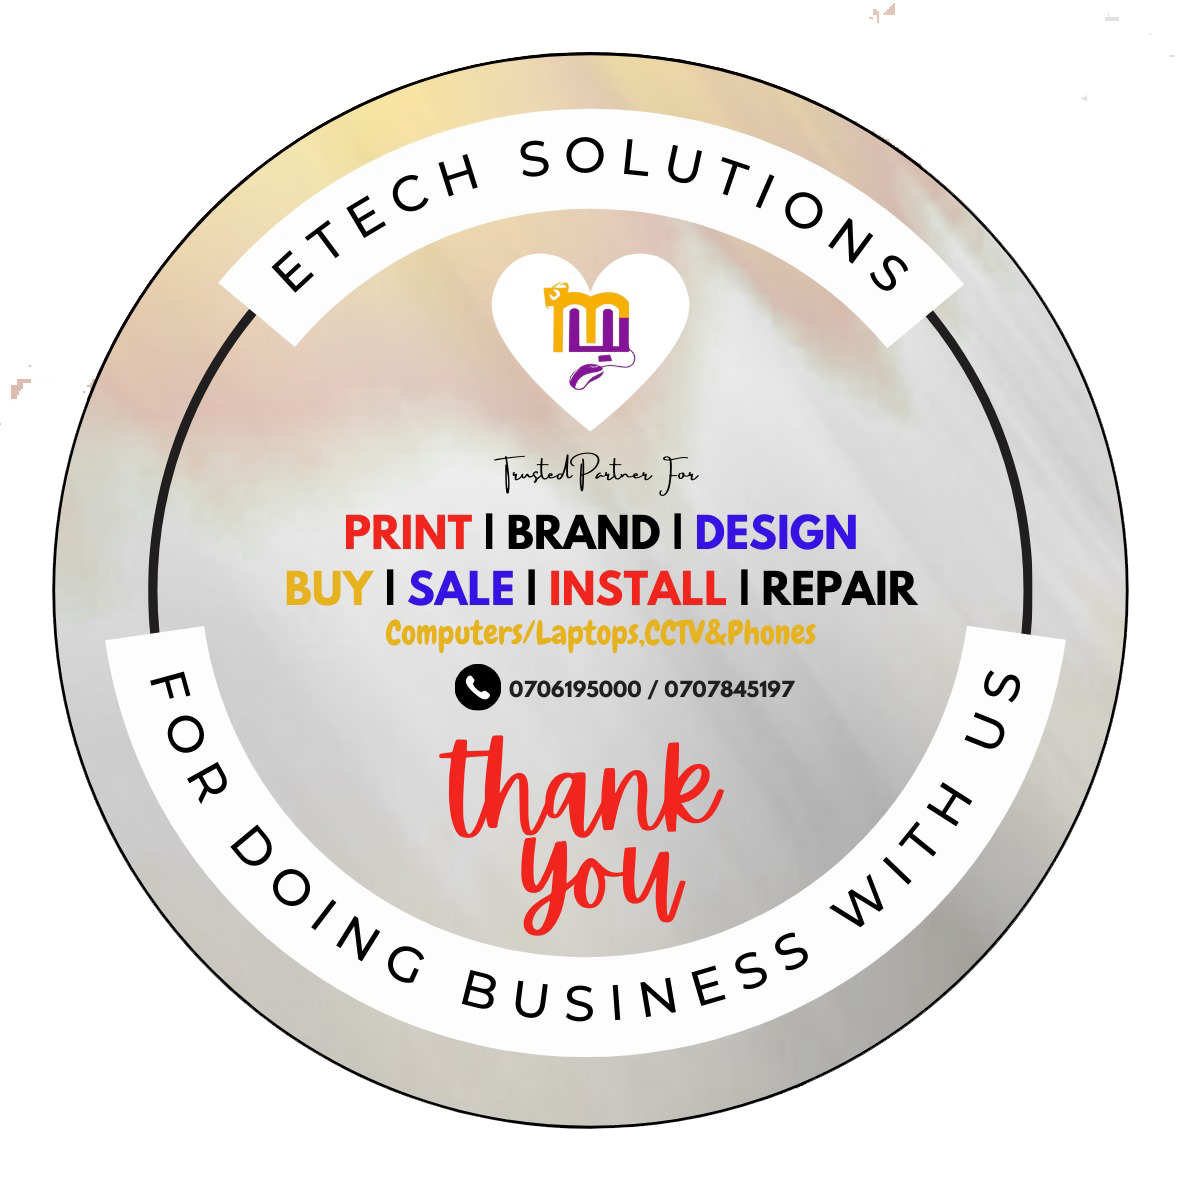 ETECH SOLUTIONS
Trusted Partner For
PRINT | BRAND | DESIGN
BUY | SALE | INSTALL | REPAIR
Computers/Laptops,CCTV&Phones
0706195000 / 0707845197
thank
you
FOR DOING BUSINESS WITH US